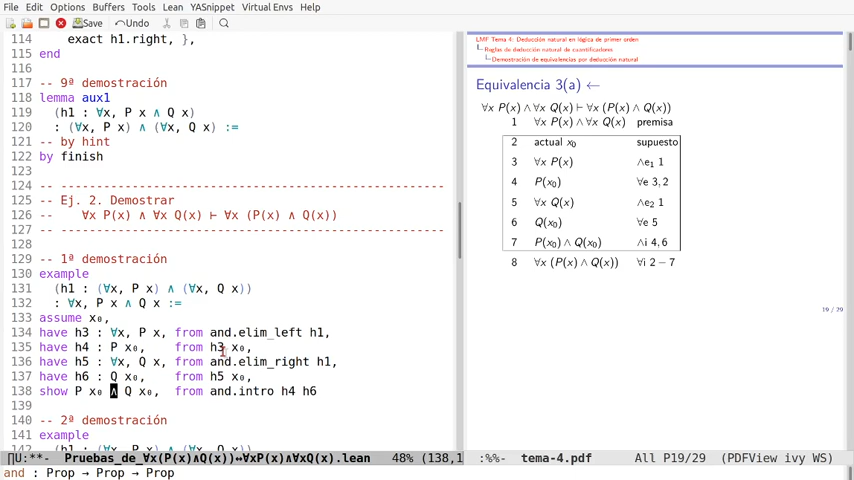 File Edit Options Buffers Tools Lean YASnippet Virtual Envs Help
Save Undo
114 exact h1.right, },
115 end
116
117 -- 9ª demostración
118 lemma aux1
119 (h1 : ∀x, P x ∧ Q x)
120 : (∀x, P x) ∧ (∀x, Q x) :=
121 -- by hint
122 by finish
123
124 -- ----------------------------------------------------
125 -- Ej. 2. Demostrar
126 -- ∀x P(x) ∧ ∀x Q(x) ⊢ ∀x (P(x) ∧ Q(x))
127 -- ----------------------------------------------------
128
129 -- 1ª demostración
130 example
131 (h1 : (∀x, P x) ∧ (∀x, Q x))
132 : ∀x, P x ∧ Q x :=
133 assume x₀,
134 have h3 : ∀x, P x, from and.elim_left h1,
135 have h4 : P x₀, from h3 x₀,
136 have h5 : ∀x, Q x, from and.elim_right h1,
137 have h6 : Q x₀, from h5 x₀,
138 show P x₀ ∧ Q x₀, from and.intro h4 h6
139
140 -- 2ª demostración
141 example
142 (h1 : (∀x, P x) ∧ (∀x, Q x))
∏U:**- Pruebas_de_∀x(P(x)∧Q(x))↔∀xP(x)∧∀xQ(x).lean 48% (138,1
and : Prop → Prop → Prop
LMF Tema 4: Deducción natural en lógica de primer orden
Reglas de deducción natural de cuantificadores
Demostración de equivalencias por deducción natural
Equivalencia 3(a) ←
∀x P(x) ∧ ∀x Q(x) ⊢ ∀x (P(x) ∧ Q(x))
1 ∀x P(x) ∧ ∀x Q(x) premisa
2 actual x₀ supuesto
3 ∀x P(x) ∧e₁ 1
4 P(x₀) ∀e 3, 2
5 ∀x Q(x) ∧e₂ 1
6 Q(x₀) ∀e 5
7 P(x₀) ∧ Q(x₀) ∧i 4, 6
8 ∀x (P(x) ∧ Q(x)) ∀i 2 − 7
19 / 29
:%%- tema-4.pdf All P19/29 (PDFView ivy WS)